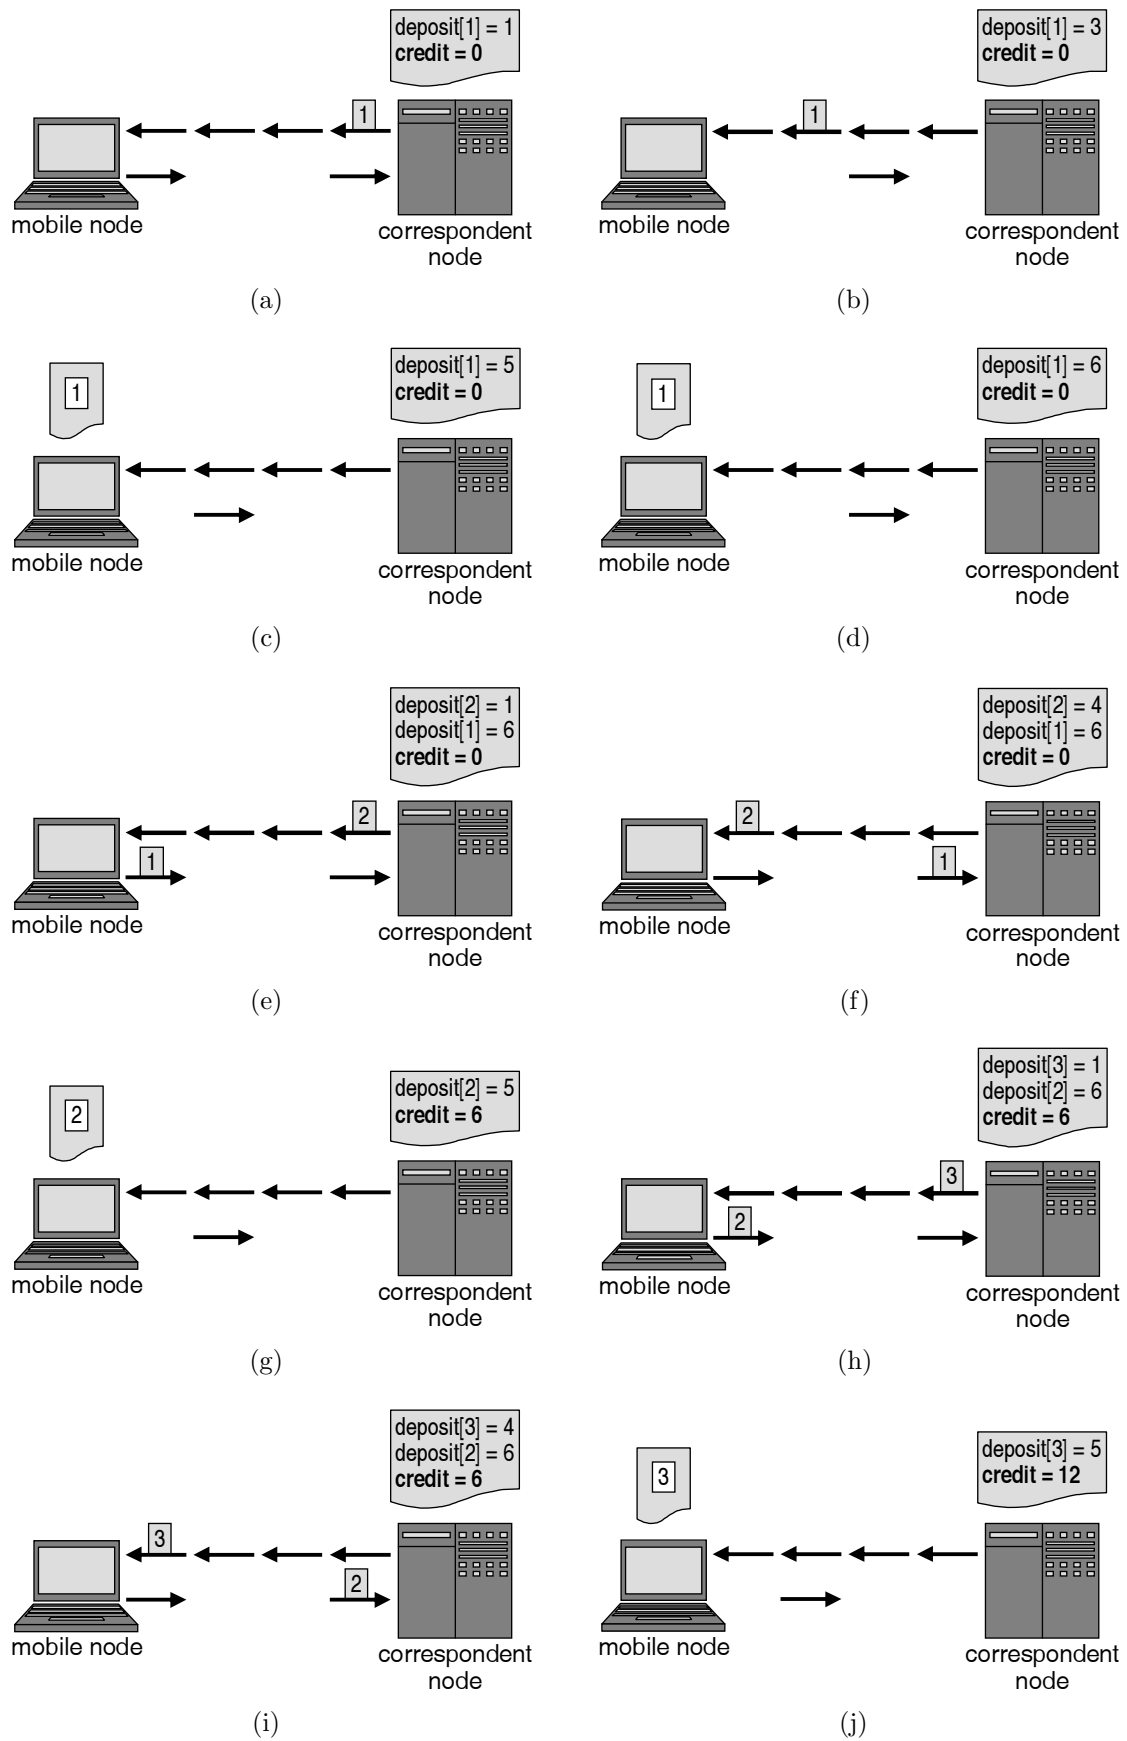 deposit[1] = 1
credit = 0
1
mobile node
correspondent
node
(a)
deposit[1] = 3
credit = 0
1
mobile node
correspondent
node
(b)
deposit[1] = 5
credit = 0
1
mobile node
correspondent
node
(c)
deposit[1] = 6
credit = 0
1
mobile node
correspondent
node
(d)
deposit[2] = 1
deposit[1] = 6
credit = 0
2
1
mobile node
correspondent
node
(e)
deposit[2] = 4
deposit[1] = 6
credit = 0
2
1
mobile node
correspondent
node
(f)
deposit[2] = 5
credit = 6
2
mobile node
correspondent
node
(g)
deposit[3] = 1
deposit[2] = 6
credit = 6
3
2
mobile node
correspondent
node
(h)
deposit[3] = 4
deposit[2] = 6
credit = 6
3
2
mobile node
correspondent
node
(i)
deposit[3] = 5
credit = 12
3
mobile node
correspondent
node
(j)